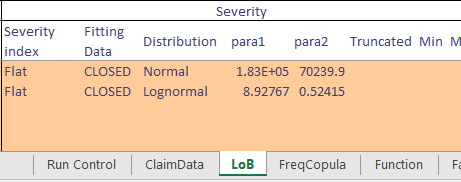 Severity
Severity index Fitting Data Distribution para1 para2 Truncated Min M
Flat CLOSED Normal 1.83E+05 70239.9
Flat CLOSED Lognormal 8.92767 0.52415
Run Control ClaimData LoB FreqCopula Function Fa